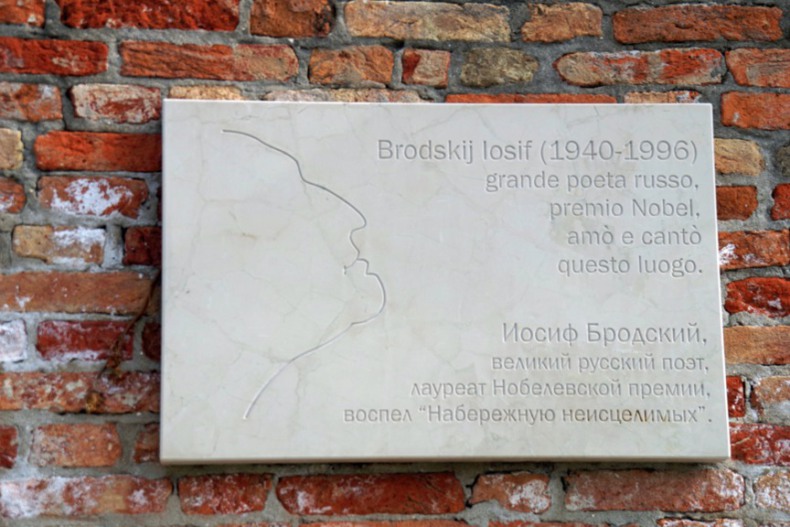 Brodskij Iosif (1940-1996)
grande poeta russo,
premio Nobel,
amò e cantò
questo luogo.
Иосиф Бродский,
великий русский поэт,
лауреат Нобелевской премии,
воспел “Набережную неисцелимых”.